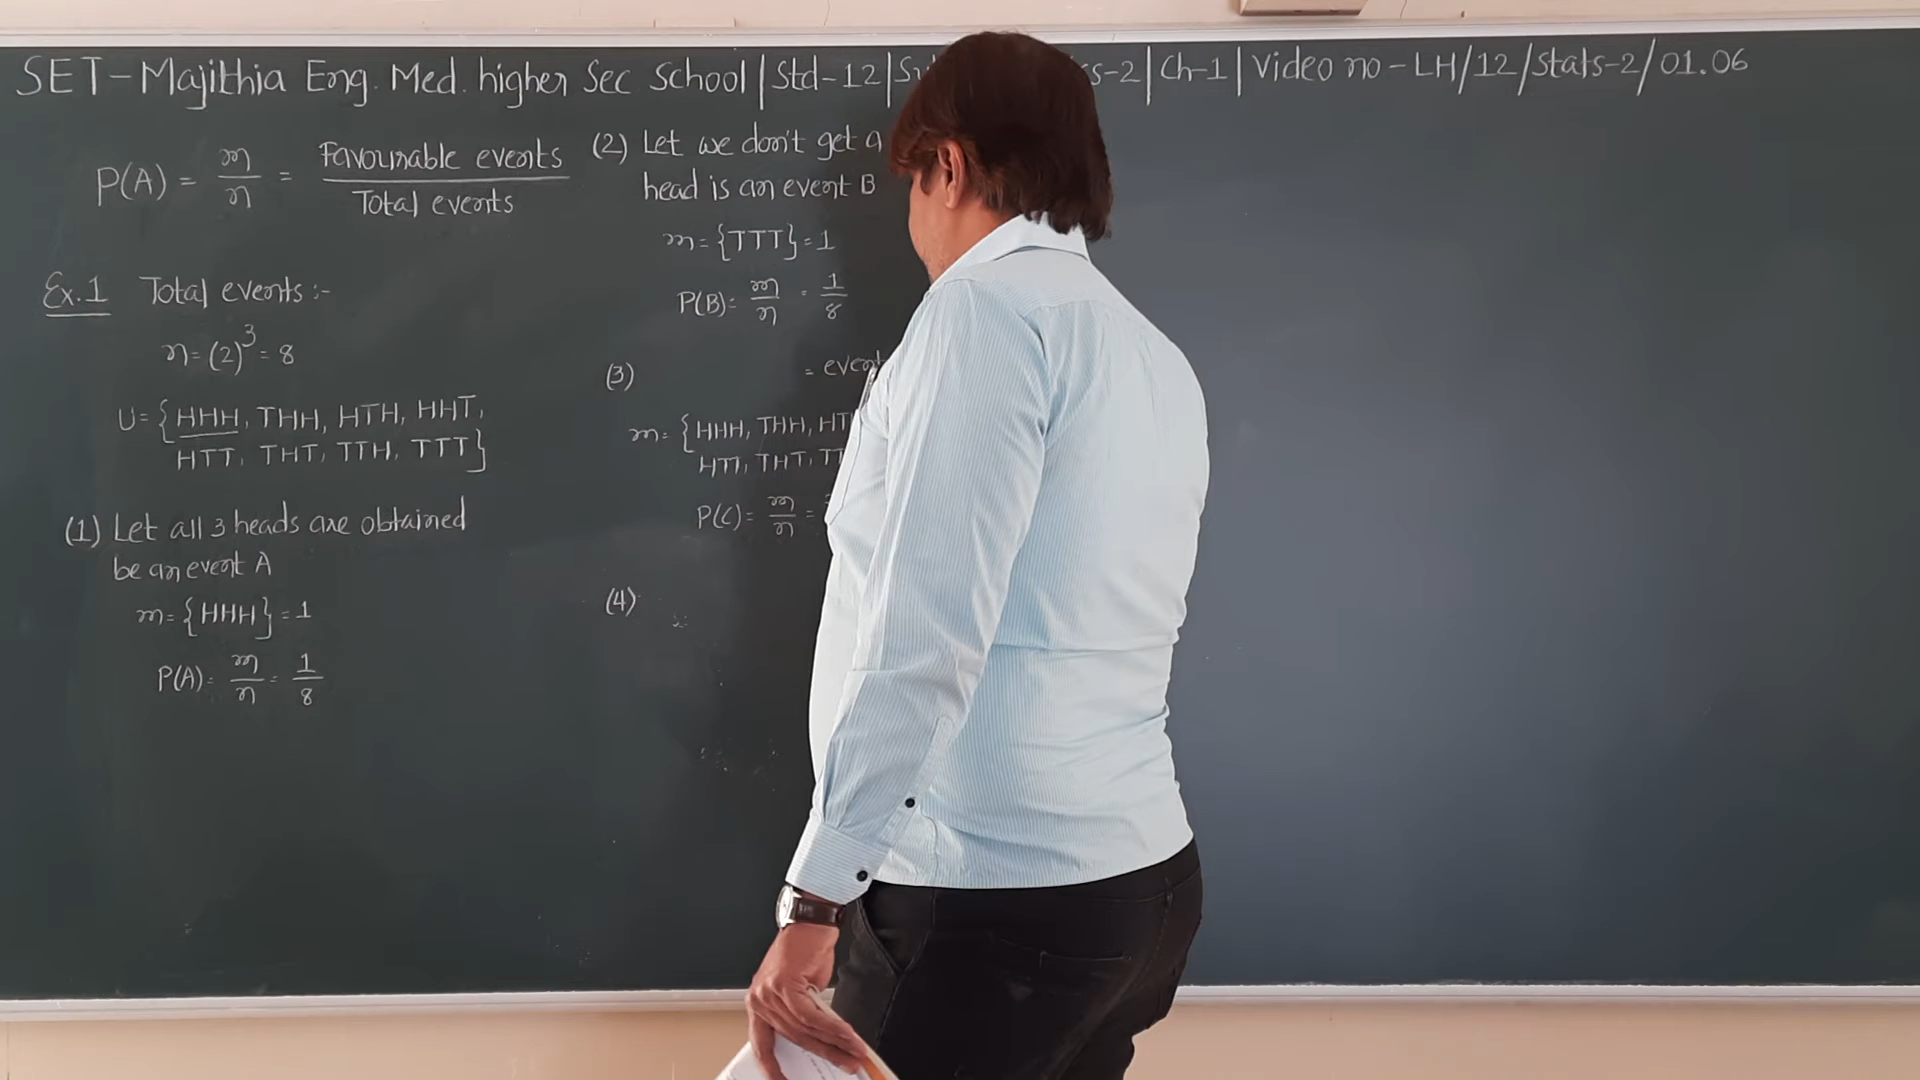 SET-Majithia Eng. Med. higher Sec School | Std-12 | s-2 | Ch-1 | Video no - LH/12/Stats-2/01.06
P(A) = m/n = Favourable events / Total events
Ex.1 Total events :-
n = (2)^3 = 8
U = {HHH, THH, HTH, HHT,
HTT, THT, TTH, TTT}
(1) Let all 3 heads are obtained
be an event A
m = {HHH} = 1
P(A) = m/n = 1/8
(2) Let we don't get a
head is an event B
m = {TTT} = 1
P(B) = m/n = 1/8
(3) = event
m = {HHH, THH, HT
HTT, THT, TT
P(C) = m/n =
(4)